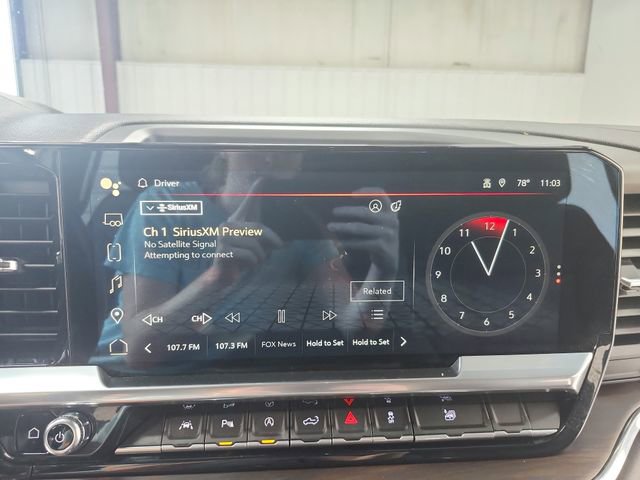 Driver
78° 11:03
SiriusXM
Ch 1 SiriusXM Preview
No Satellite Signal
Attempting to connect
Related
CH CH
107.7 FM 107.3 FM FOX News Hold to Set Hold to Set
12
1
2
3
4
5
6
7
8
9
10
11